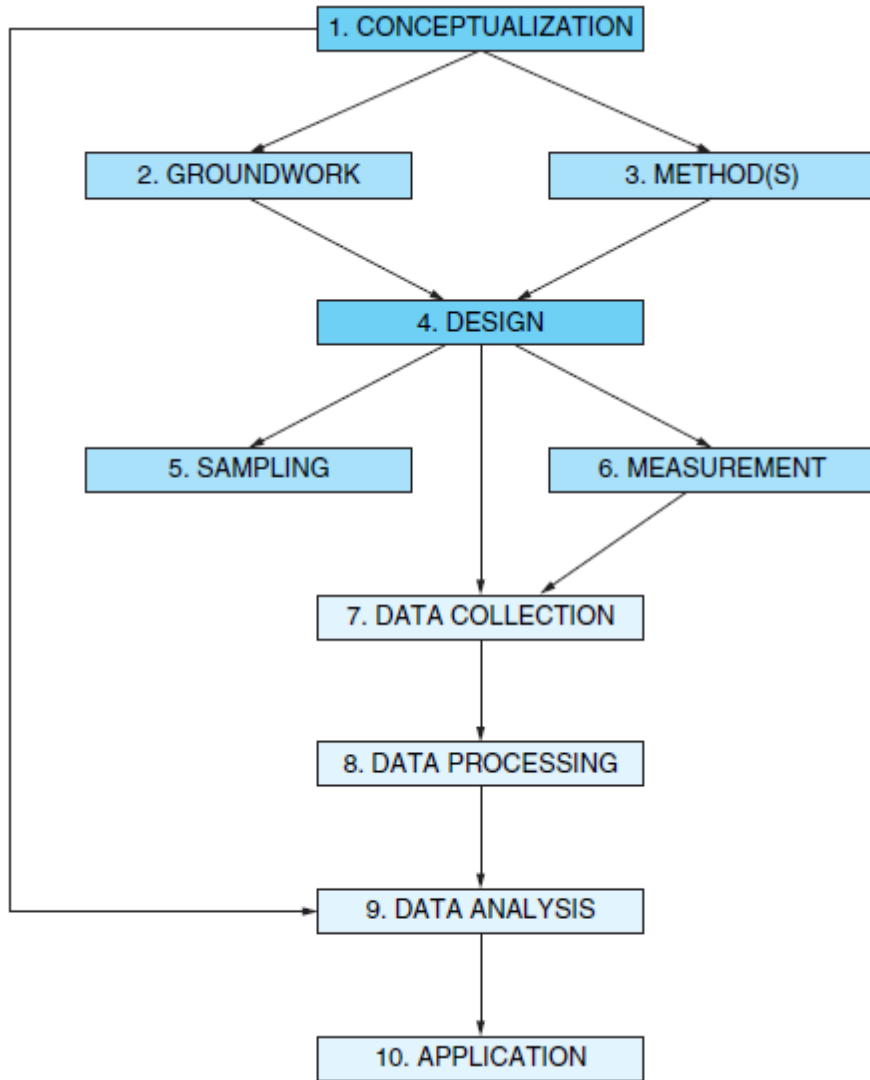 1. CONCEPTUALIZATION
2. GROUNDWORK
3. METHOD(S)
4. DESIGN
5. SAMPLING
6. MEASUREMENT
7. DATA COLLECTION
8. DATA PROCESSING
9. DATA ANALYSIS
10. APPLICATION